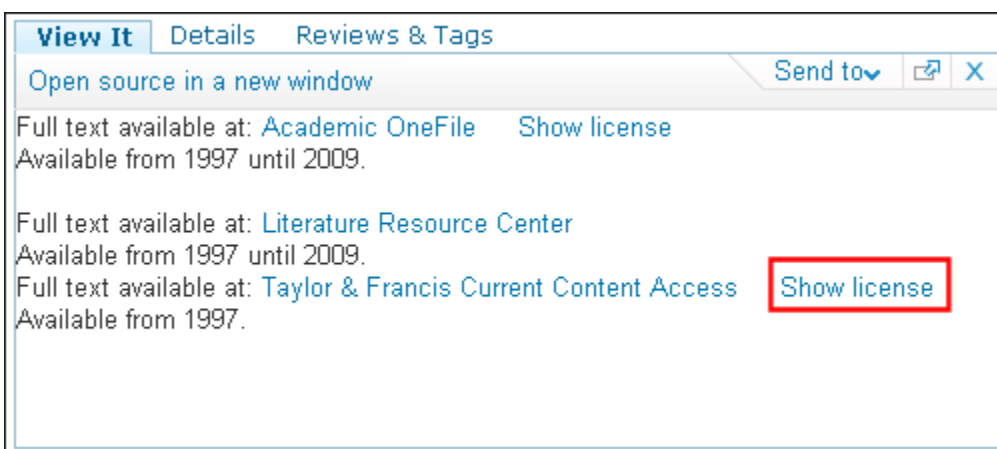 View It Details Reviews & Tags
Open source in a new window Send to X
Full text available at: Academic OneFile Show license
Available from 1997 until 2009.
Full text available at: Literature Resource Center
Available from 1997 until 2009.
Full text available at: Taylor & Francis Current Content Access Show license
Available from 1997.